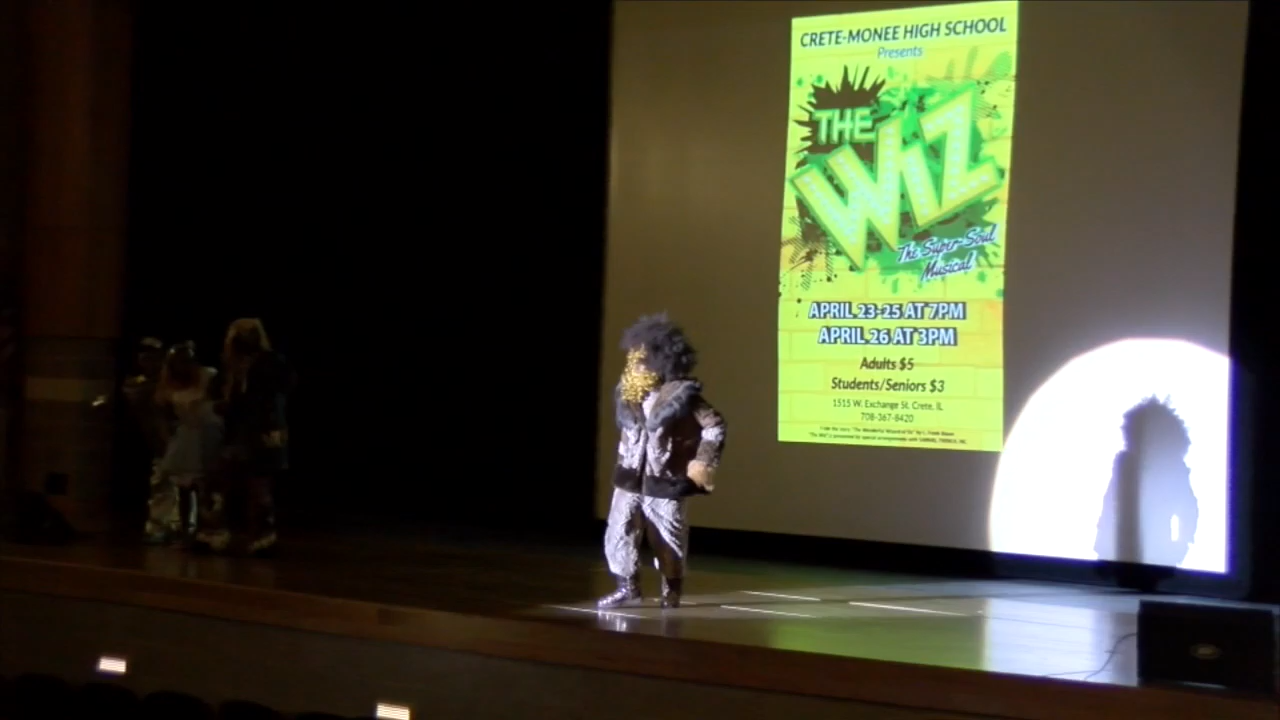 CRETE-MONEE HIGH SCHOOL
Presents
THE
WIZ
The Super-Soul
Musical
APRIL 23-25 AT 7PM
APRIL 26 AT 3PM
Adults $5
Students/Seniors $3
1515 W. Exchange St. Crete, IL
708-367-8420